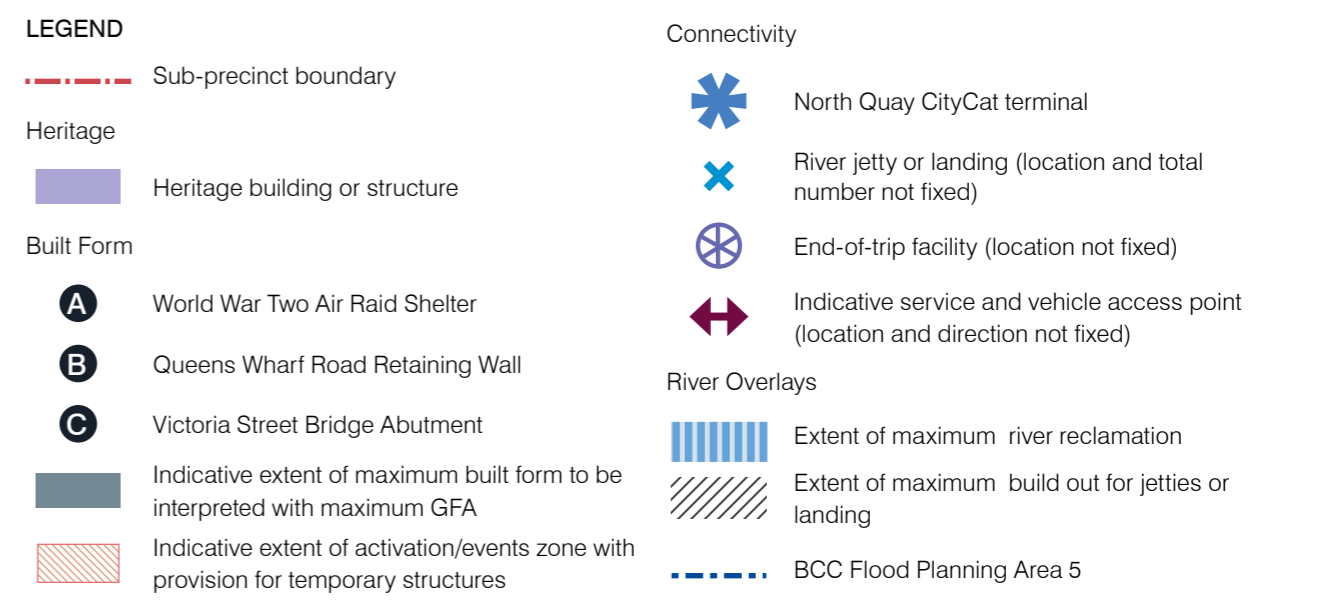 LEGEND
Sub-precinct boundary
Heritage
Heritage building or structure
Built Form
A
World War Two Air Raid Shelter
B
Queens Wharf Road Retaining Wall
C
Victoria Street Bridge Abutment
Indicative extent of maximum built form to be
interpreted with maximum GFA
Indicative extent of activation/events zone with
provision for temporary structures
Connectivity
North Quay CityCat terminal
River jetty or landing (location and total
number not fixed)
End-of-trip facility (location not fixed)
Indicative service and vehicle access point
(location and direction not fixed)
River Overlays
Extent of maximum river reclamation
Extent of maximum build out for jetties or
landing
BCC Flood Planning Area 5